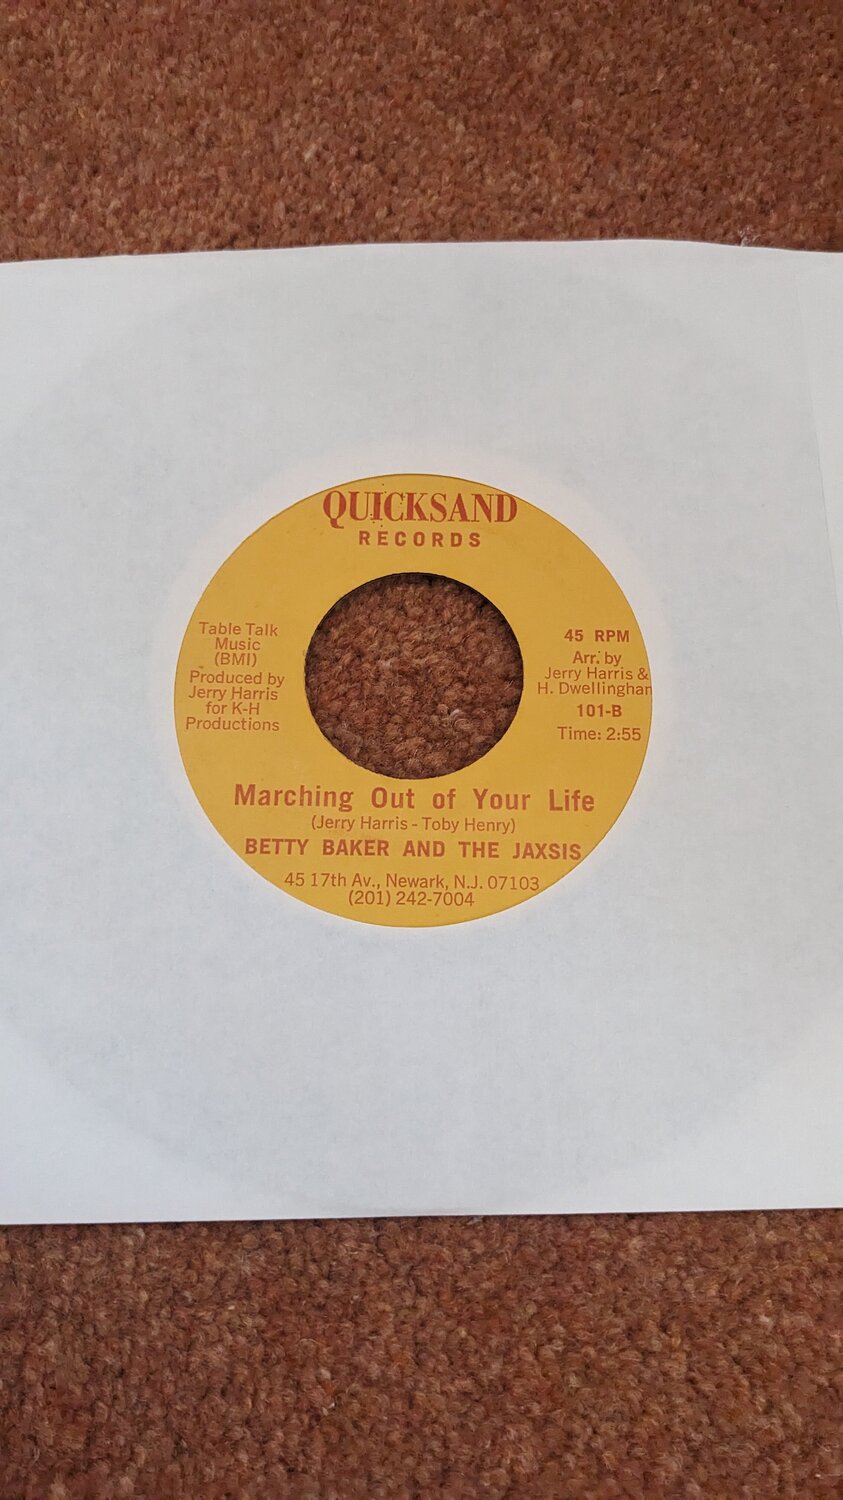 QUICKSAND
RECORDS
Table Talk
Music
(BMI)
Produced by
Jerry Harris
for K-H
Productions
45 RPM
Arr. by
Jerry Harris &
H. Dwellingham
101-B
Time: 2:55
Marching Out of Your Life
(Jerry Harris - Toby Henry)
BETTY BAKER AND THE JAXSIS
45 17th Av., Newark, N.J. 07103
(201) 242-7004